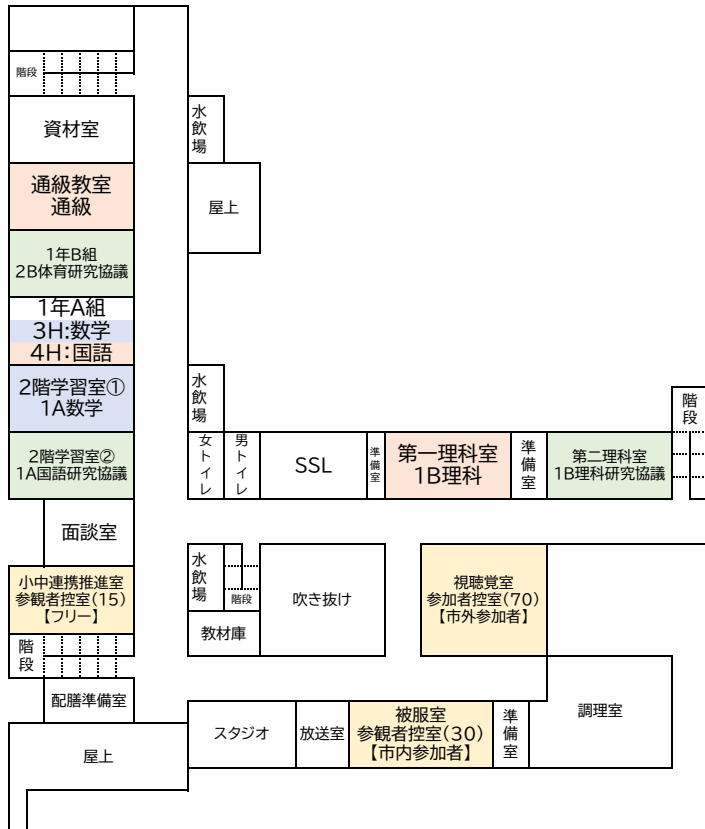 階段
資材室
水飲場
通級教室
通級
屋上
1年B組
2B体育研究協議
1年A組
3H:数学
4H：国語
2階学習室①
1A数学
水飲場
階段
2階学習室②
1A国語研究協議
女トイレ
男トイレ
SSL
準備室
第一理科室
1B理科
準備室
第二理科室
1B理科研究協議
面談室
小中連携推進室
参観者控室(15)
【フリー】
水飲場
階段
教材庫
吹き抜け
視聴覚室
参加者控室(70)
【市外参加者】
階段
配膳準備室
屋上
スタジオ
放送室
被服室
参観者控室(30)
【市内参加者】
準備室
調理室